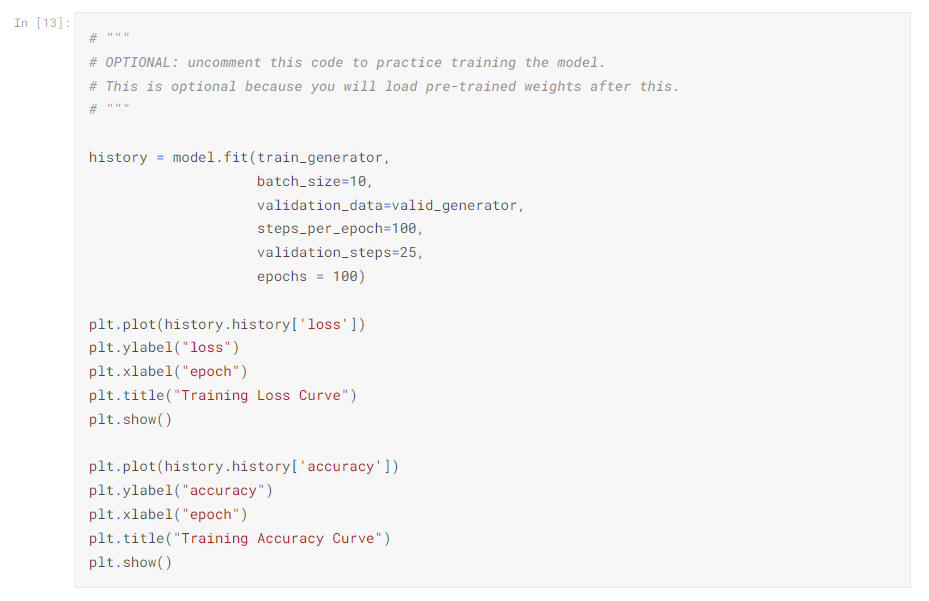 In [13]:
# """
# OPTIONAL: uncomment this code to practice training the model.
# This is optional because you will load pre-trained weights after this.
# """

history = model.fit(train_generator,
                    batch_size=10,
                    validation_data=valid_generator,
                    steps_per_epoch=100,
                    validation_steps=25,
                    epochs = 100)

plt.plot(history.history['loss'])
plt.ylabel("loss")
plt.xlabel("epoch")
plt.title("Training Loss Curve")
plt.show()

plt.plot(history.history['accuracy'])
plt.ylabel("accuracy")
plt.xlabel("epoch")
plt.title("Training Accuracy Curve")
plt.show()